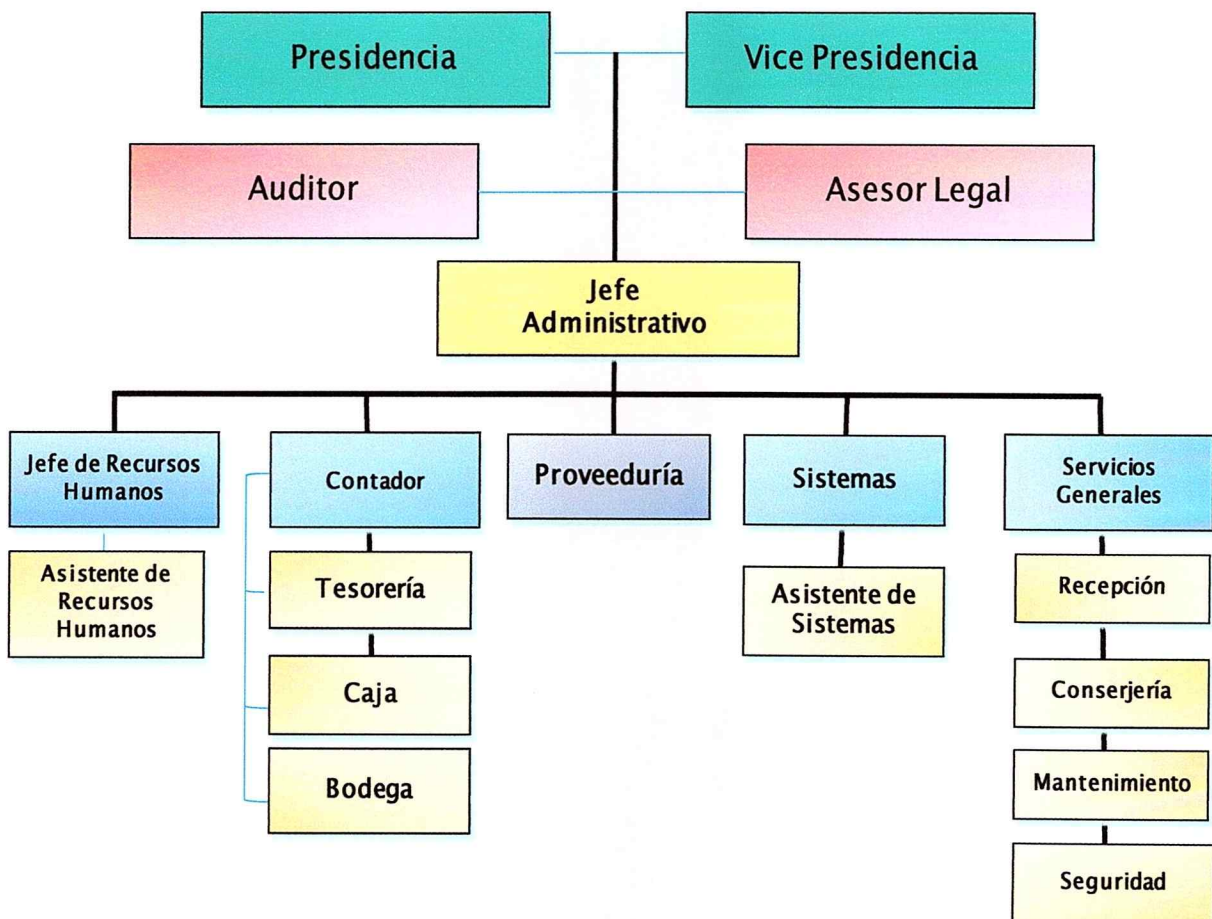 Presidencia
Vice Presidencia
Auditor
Asesor Legal
Jefe
Administrativo
Jefe de Recursos
Humanos
Contador
Proveeduría
Sistemas
Servicios
Generales
Asistente de
Recursos
Humanos
Tesorería
Asistente de
Sistemas
Recepción
Caja
Conserjería
Bodega
Mantenimiento
Seguridad